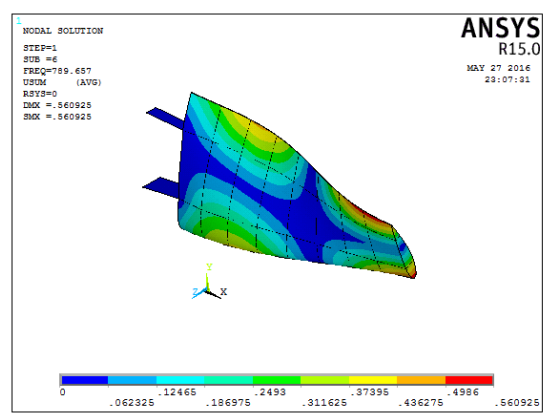 1
NODAL SOLUTION
ANSYS
R15.0
STEP=1
SUB =6
FREQ=789.657
USUM (AVG)
RSYS=0
DMX =.560925
SMX =.560925
MAY 27 2016
23:07:31
Y
Z X
0 .12465 .2493 .37395 .4986
.062325 .186975 .311625 .436275 .560925